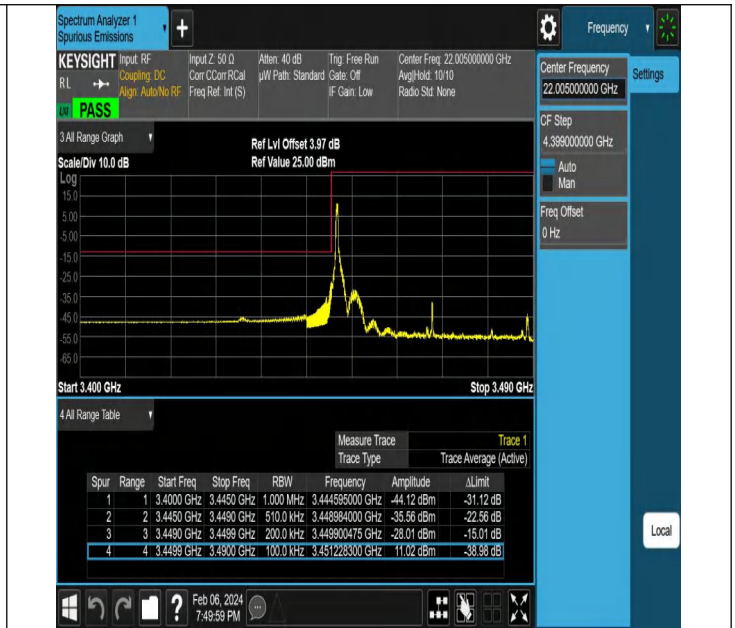 Spectrum Analyzer 1
Spurious Emissions
+
Frequency
KEYSIGHT Input: RF Input Z: 50 Ω Atten: 40 dB Trig: Free Run Center Freq: 22.005000000 GHz
RL Coupling: DC Corr CCorr RCal µW Path: Standard Gate: Off Avg|Hold: 10/10
Align: Auto/No RF Freq Ref: Int (S) IF Gain: Low Radio Std: None
PASS
Center Frequency
22.005000000 GHz
Settings
CF Step
4.399000000 GHz
Auto
Man
Freq Offset
0 Hz
3 All Range Graph
Ref Lvl Offset 3.97 dB
Scale/Div 10.0 dB Ref Value 25.00 dBm
Log
15.0
5.00
-5.00
-15.0
-25.0
-35.0
-45.0
-55.0
-65.0
Start 3.400 GHz Stop 3.490 GHz
4 All Range Table
Measure Trace Trace 1
Trace Type Trace Average (Active)
Spur Range Start Freq Stop Freq RBW Frequency Amplitude ΔLimit
1 1 3.4000 GHz 3.4450 GHz 1.000 MHz 3.444595000 GHz -44.12 dBm -31.12 dB
2 2 3.4450 GHz 3.4490 GHz 510.0 kHz 3.448984000 GHz -35.56 dBm -22.56 dB
3 3 3.4490 GHz 3.4499 GHz 200.0 kHz 3.449900475 GHz -28.01 dBm -15.01 dB
4 4 3.4499 GHz 3.4900 GHz 100.0 kHz 3.451228300 GHz 11.02 dBm -38.98 dB
Local
? Feb 06, 2024
7:49:59 PM